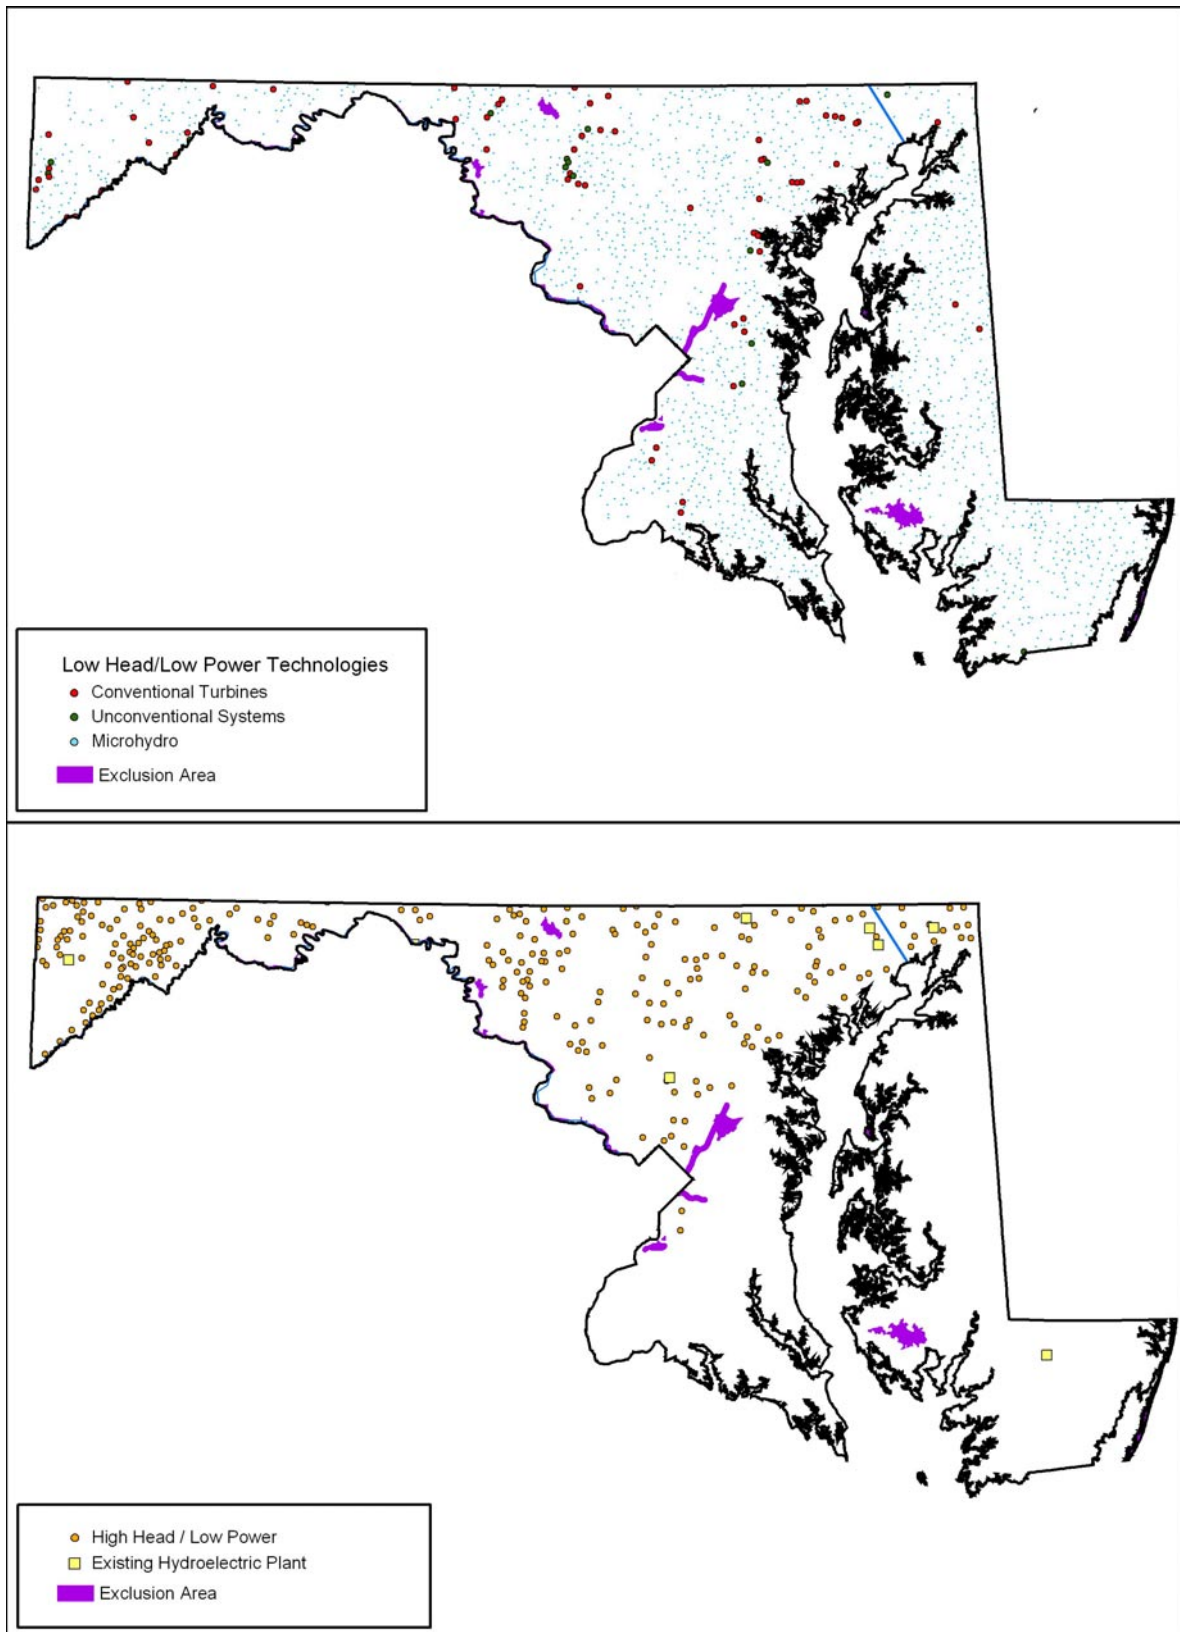 Low Head/Low Power Technologies
Conventional Turbines
Unconventional Systems
Microhydro
Exclusion Area
High Head / Low Power
Existing Hydroelectric Plant
Exclusion Area